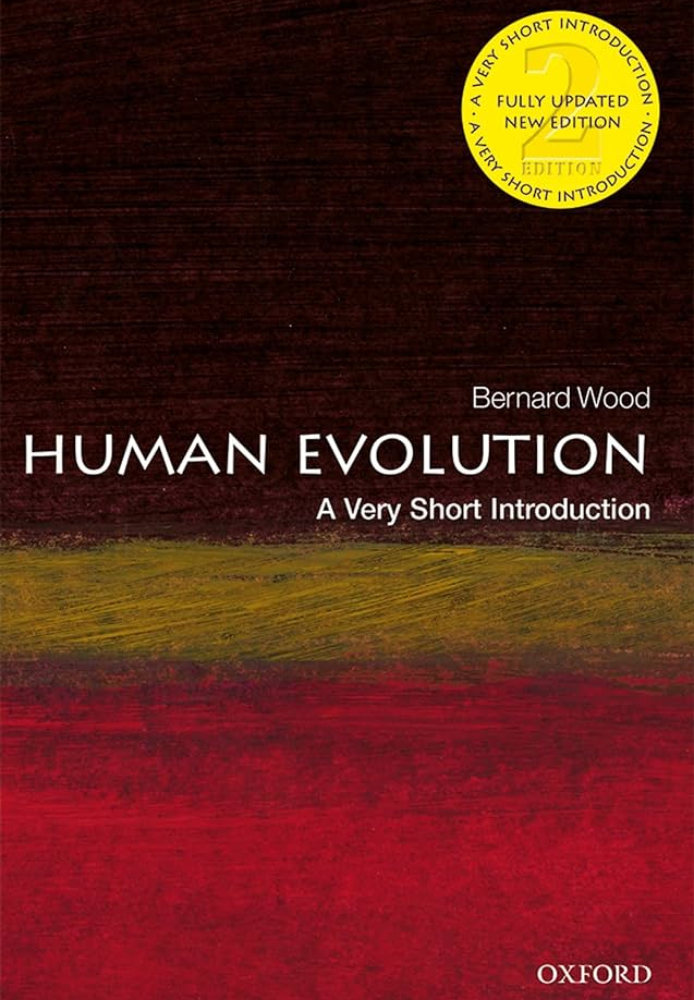 · A VERY SHORT INTRODUCTION
· A VERY SHORT INTRODUCTION
2
FULLY UPDATED
NEW EDITION
EDITION
Bernard Wood
HUMAN EVOLUTION
A Very Short Introduction
OXFORD